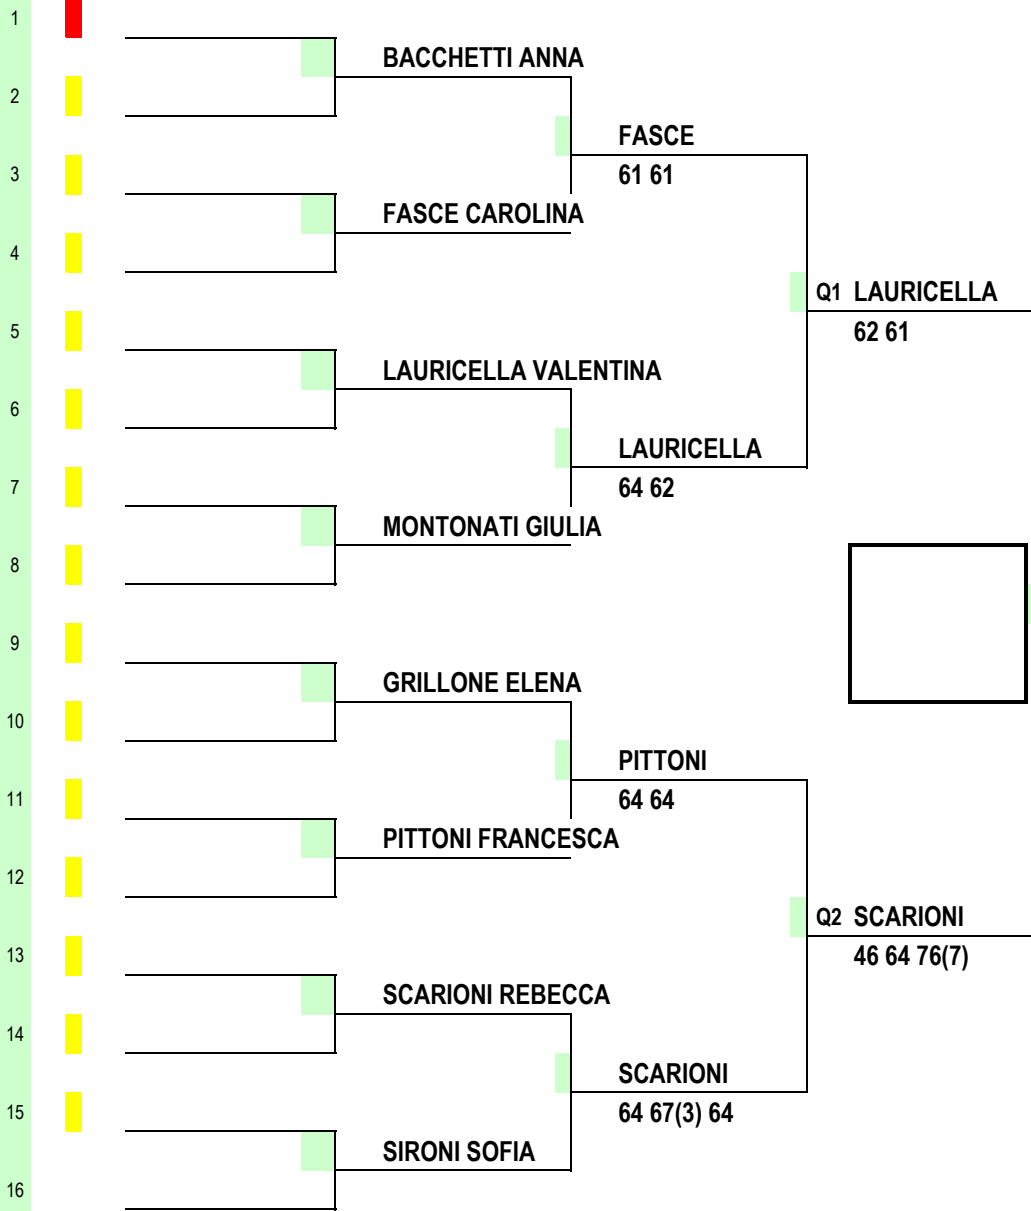 1
BACCHETTI ANNA
2
FASCE
3
61 61
FASCE CAROLINA
4
Q1 LAURICELLA
5
62 61
LAURICELLA VALENTINA
6
LAURICELLA
7
64 62
MONTONATI GIULIA
8
9
GRILLONE ELENA
10
PITTONI
11
64 64
PITTONI FRANCESCA
12
Q2 SCARIONI
13
46 64 76(7)
SCARIONI REBECCA
14
SCARIONI
15
64 67(3) 64
SIRONI SOFIA
16